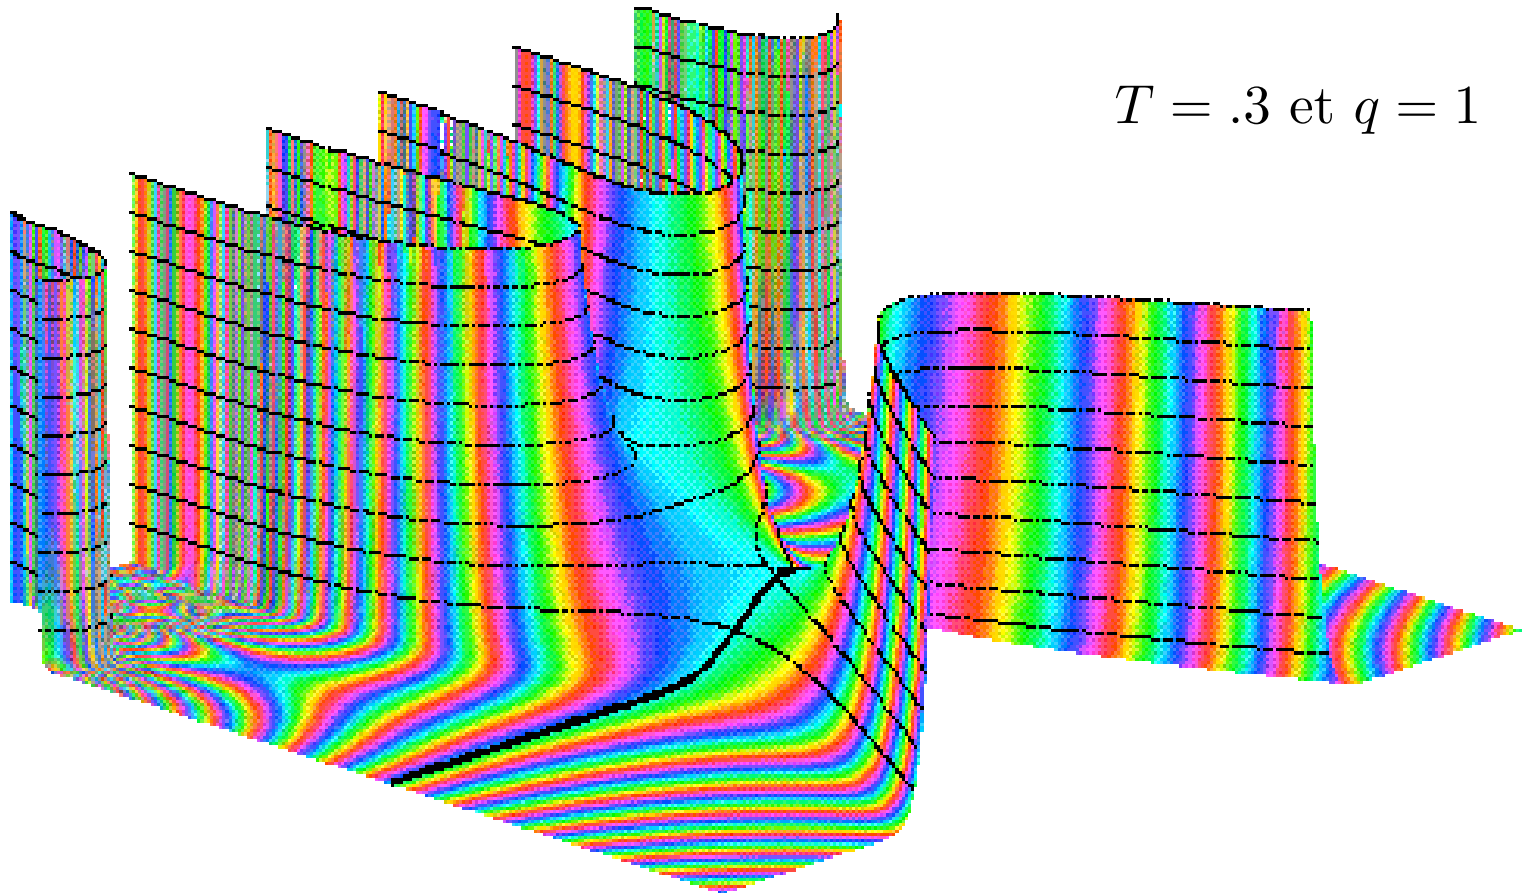 T = .3 et q = 1